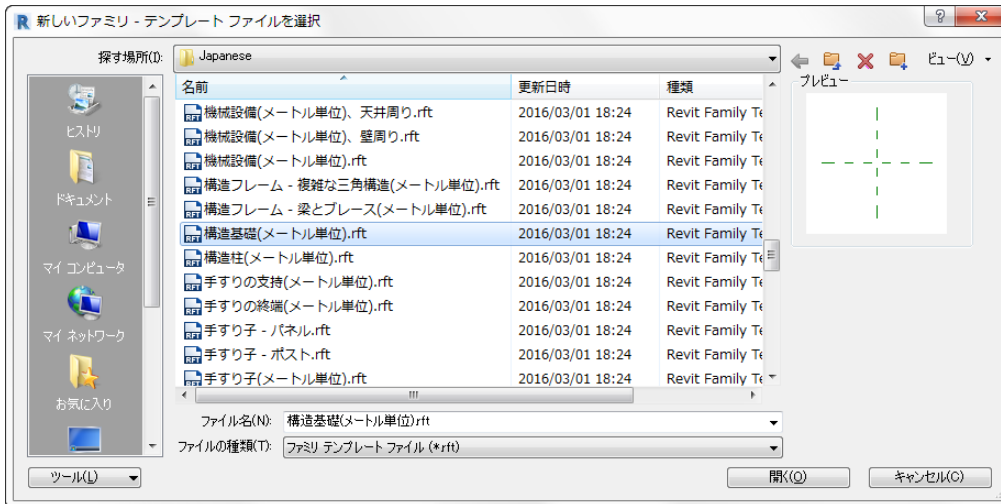 新しいファミリ - テンプレート ファイルを選択
探す場所(I):
Japanese
ビュー(V)
プレビュー
ヒストリ
ドキュメント
マイ コンピュータ
マイ ネットワーク
お気に入り
名前 更新日時 種類
機械設備(メートル単位)、天井周り.rft 2016/03/01 18:24 Revit Family Te
機械設備(メートル単位)、壁周り.rft 2016/03/01 18:24 Revit Family Te
機械設備(メートル単位).rft 2016/03/01 18:24 Revit Family Te
構造フレーム - 複雑な三角構造(メートル単位).rft 2016/03/01 18:24 Revit Family Te
構造フレーム - 梁とブレース(メートル単位).rft 2016/03/01 18:24 Revit Family Te
構造基礎(メートル単位).rft 2016/03/01 18:24 Revit Family Te
構造柱(メートル単位).rft 2016/03/01 18:24 Revit Family Te
手すりの支持(メートル単位).rft 2016/03/01 18:24 Revit Family Te
手すりの終端(メートル単位).rft 2016/03/01 18:24 Revit Family Te
手すり子 - パネル.rft 2016/03/01 18:24 Revit Family Te
手すり子 - ポスト.rft 2016/03/01 18:24 Revit Family Te
手すり子(メートル単位).rft 2016/03/01 18:24 Revit Family Te
ファイル名(N): 構造基礎(メートル単位).rft
ファイルの種類(T): ファミリ テンプレート ファイル (*.rft)
ツール(L)
開く(O)
キャンセル(C)